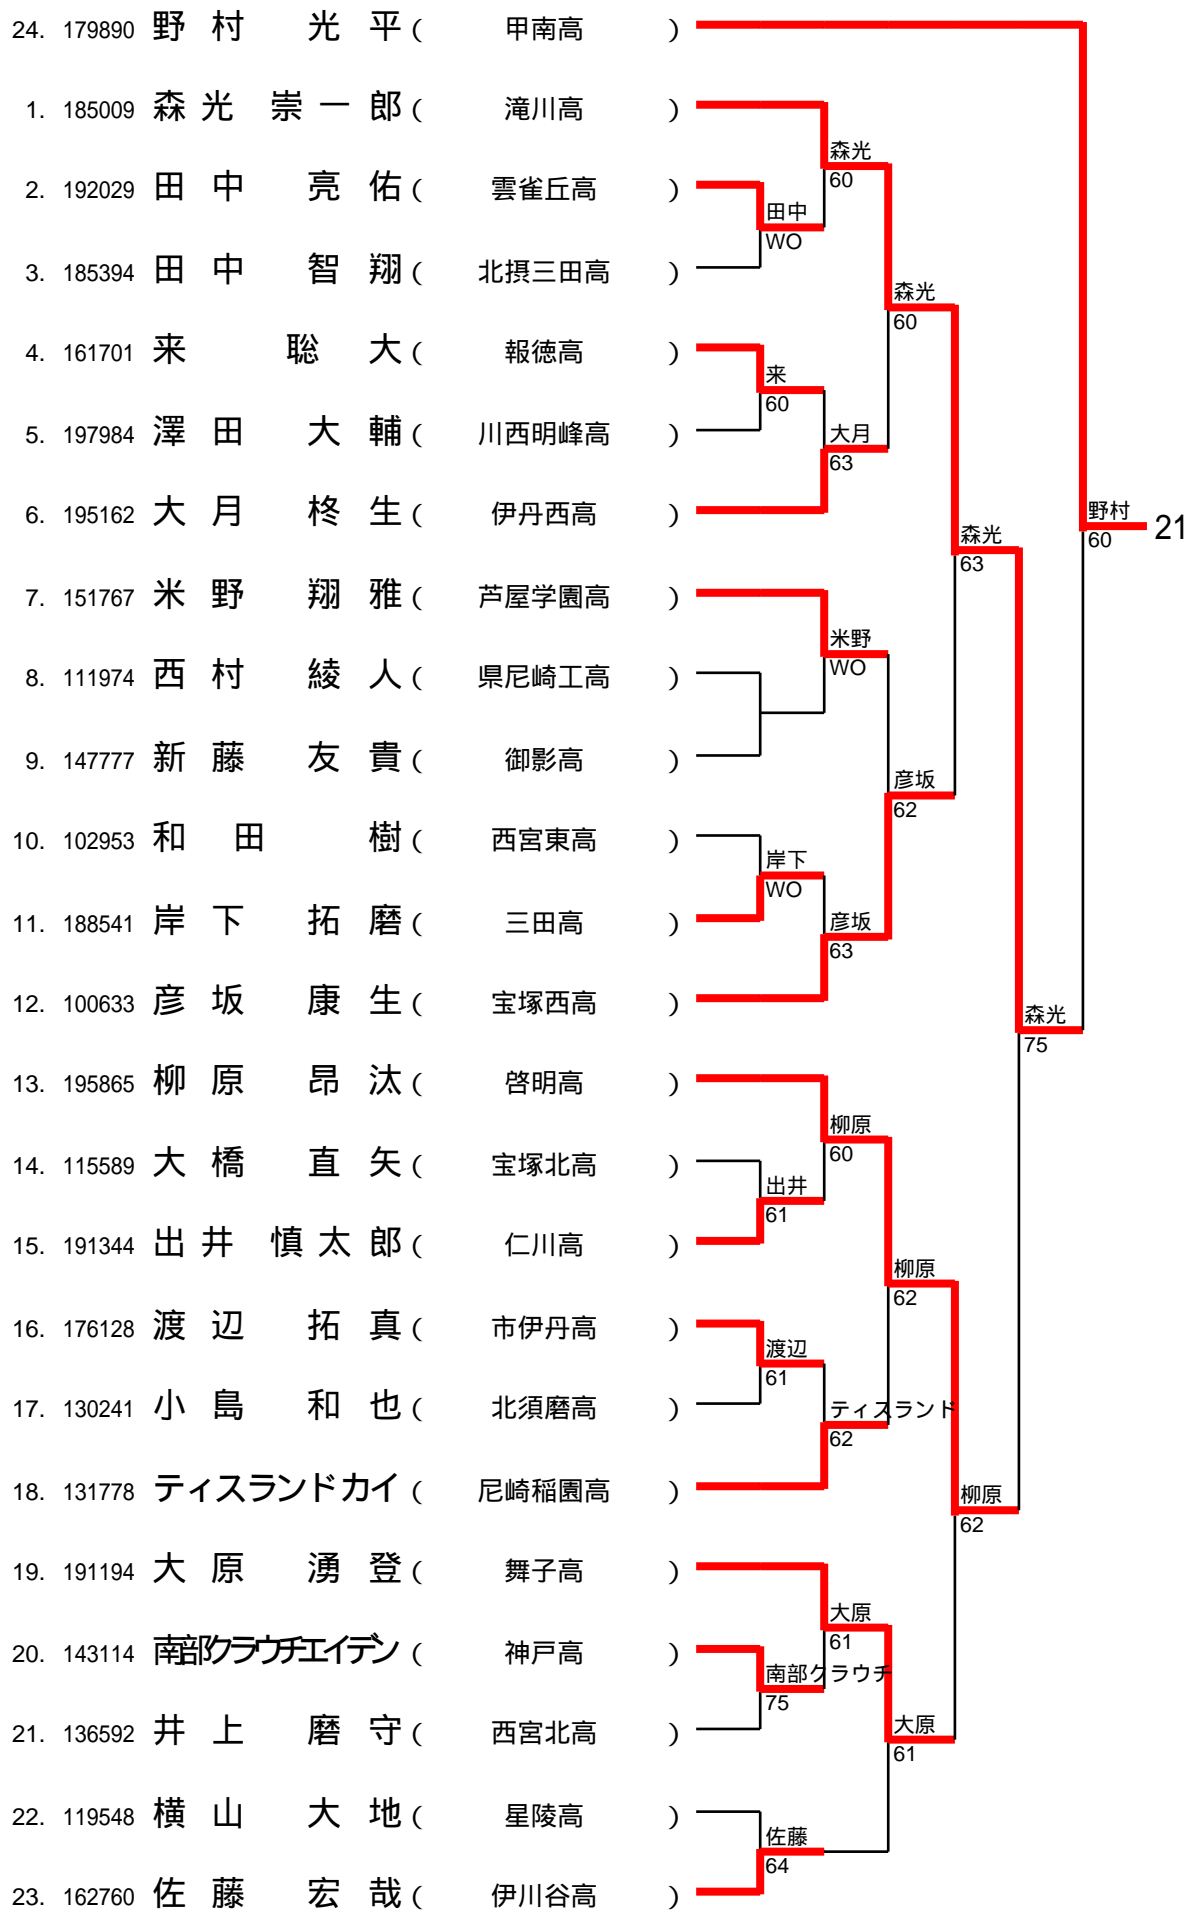 24. 179890 野村 光平 ( 甲南高 )
1. 185009 森光 崇一郎 ( 滝川高 )
森光
60
2. 192029 田中 亮佑 ( 雲雀丘高 )
田中
WO
3. 185394 田中 智翔 ( 北摂三田高 )
森光
60
4. 161701 来 聡大 ( 報徳高 )
来
60
5. 197984 澤田 大輔 ( 川西明峰高 )
大月
63
6. 195162 大月 柊生 ( 伊丹西高 )
野村
60
21
森光
63
7. 151767 米野 翔雅 ( 芦屋学園高 )
米野
WO
8. 111974 西村 綾人 ( 県尼崎工高 )
9. 147777 新藤 友貴 ( 御影高 )
彦坂
62
10. 102953 和田 樹 ( 西宮東高 )
岸下
WO
11. 188541 岸下 拓磨 ( 三田高 )
彦坂
63
12. 100633 彦坂 康生 ( 宝塚西高 )
森光
75
13. 195865 柳原 昂汰 ( 啓明高 )
柳原
60
14. 115589 大橋 直矢 ( 宝塚北高 )
出井
61
15. 191344 出井 慎太郎 ( 仁川高 )
柳原
62
16. 176128 渡辺 拓真 ( 市伊丹高 )
渡辺
61
17. 130241 小島 和也 ( 北須磨高 )
ティスランド
62
18. 131778 ティスランドカイ ( 尼崎稲園高 )
柳原
62
19. 191194 大原 湧登 ( 舞子高 )
大原
61
20. 143114 南部クラウチエイデン ( 神戸高 )
南部クラウチ
75
21. 136592 井上 磨守 ( 西宮北高 )
大原
61
22. 119548 横山 大地 ( 星陵高 )
佐藤
64
23. 162760 佐藤 宏哉 ( 伊川谷高 )